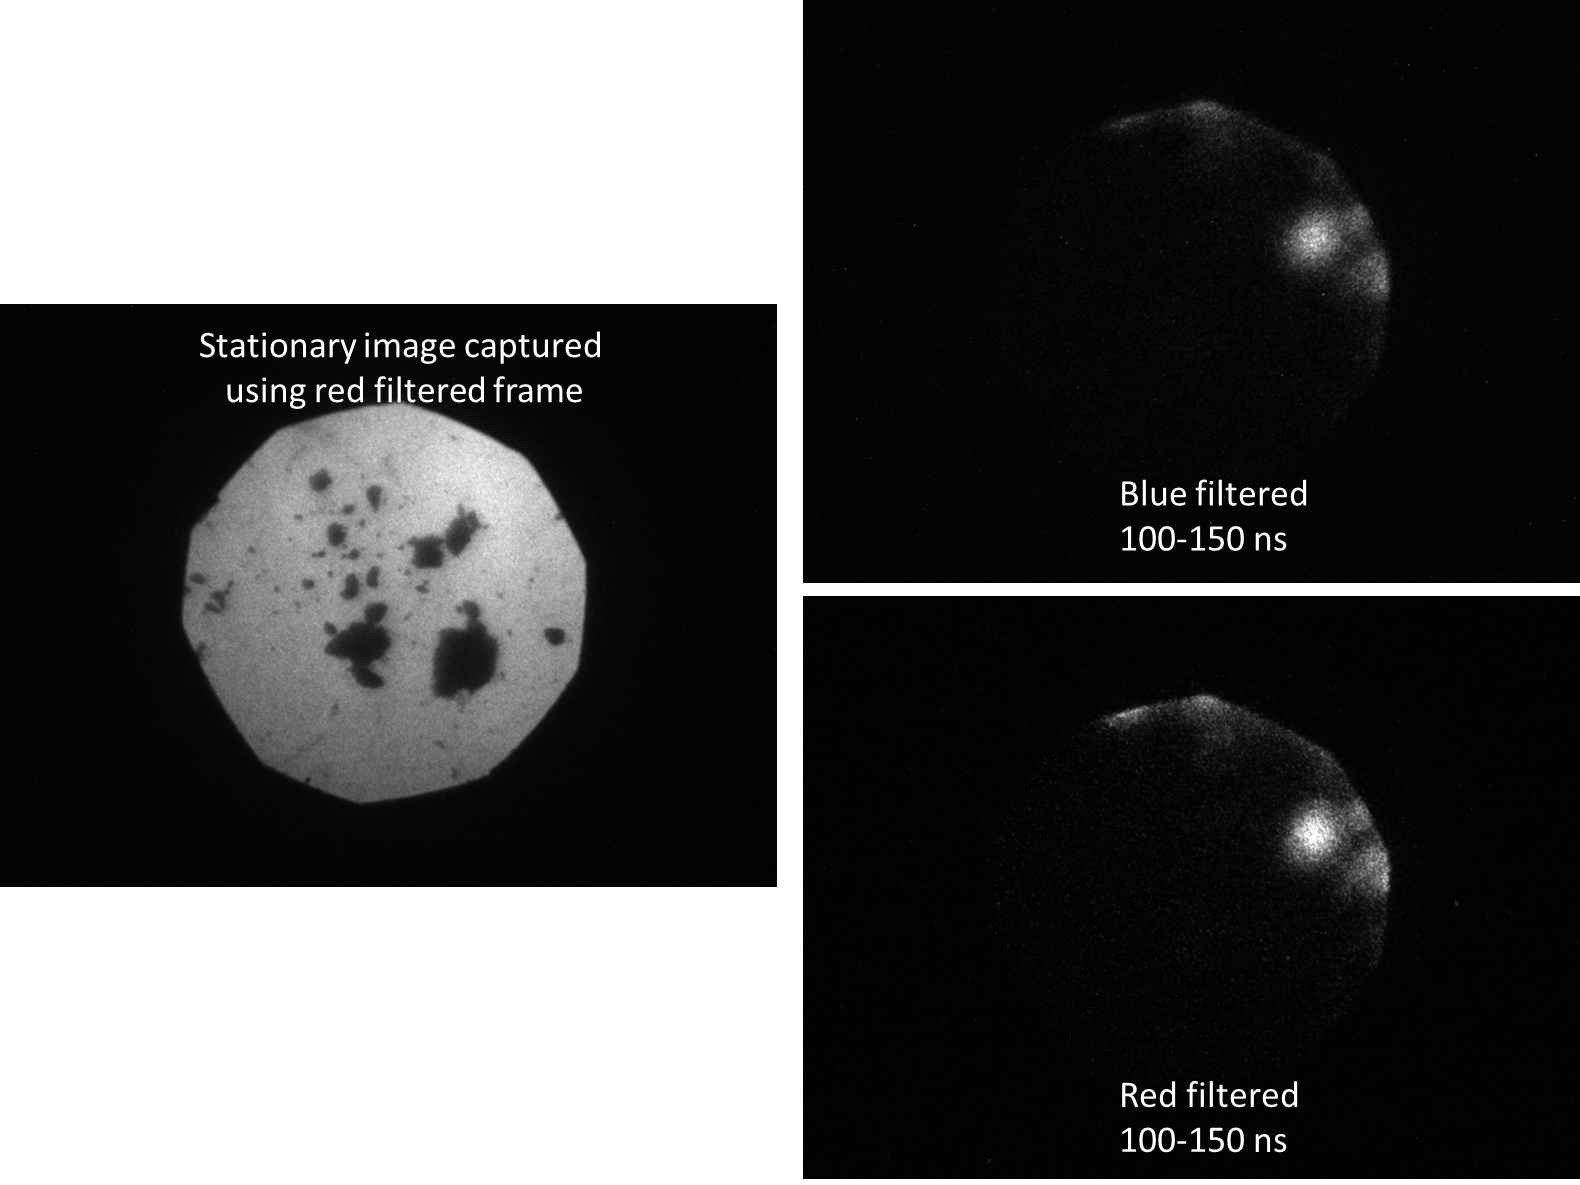 Stationary image captured
using red filtered frame
Blue filtered
100-150 ns
Red filtered
100-150 ns